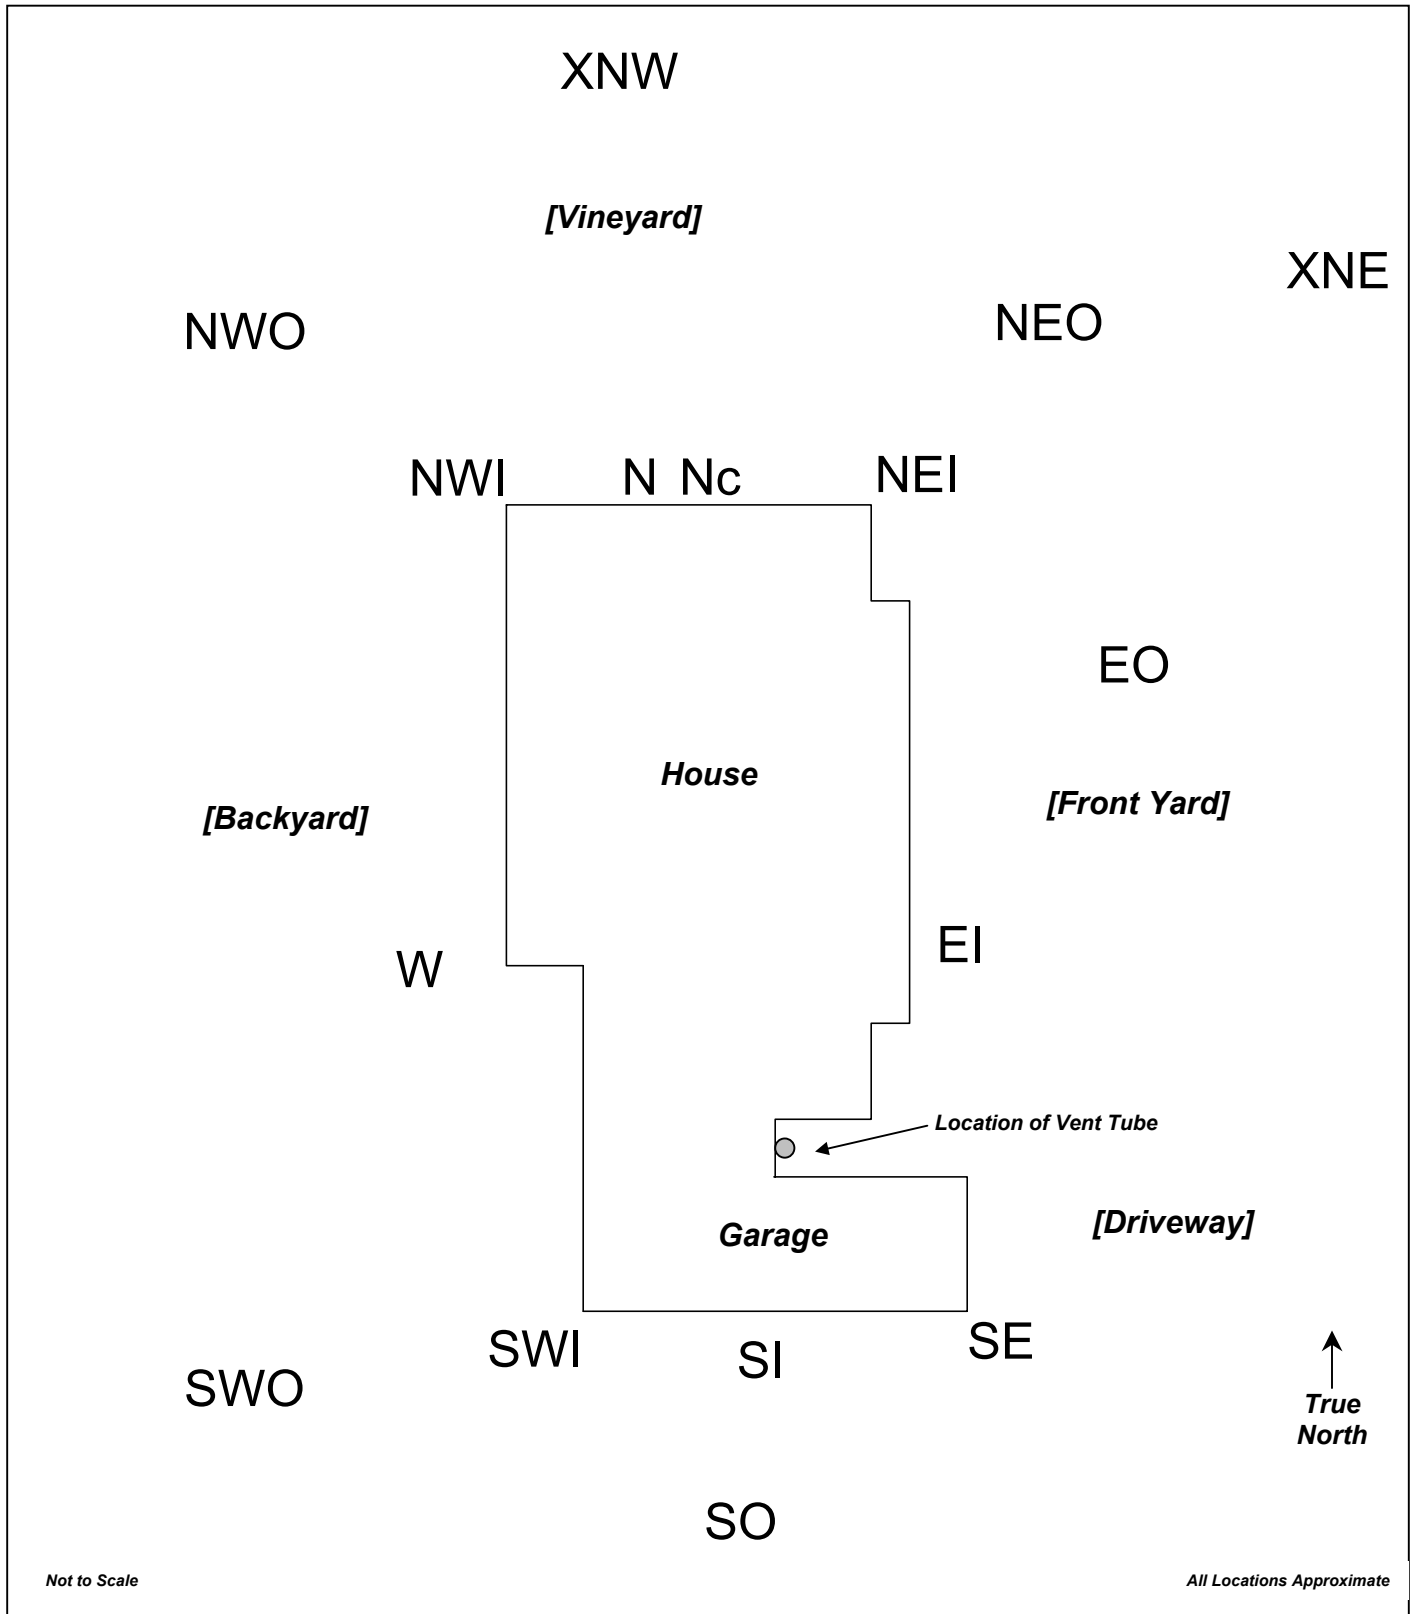 XNW
[Vineyard]
XNE
NWO
NEO
NWI
N Nc
NEI
EO
House
[Front Yard]
[Backyard]
EI
W
Location of Vent Tube
[Driveway]
Garage
SWI
SI
SE
SWO
True
North
SO
Not to Scale
All Locations Approximate